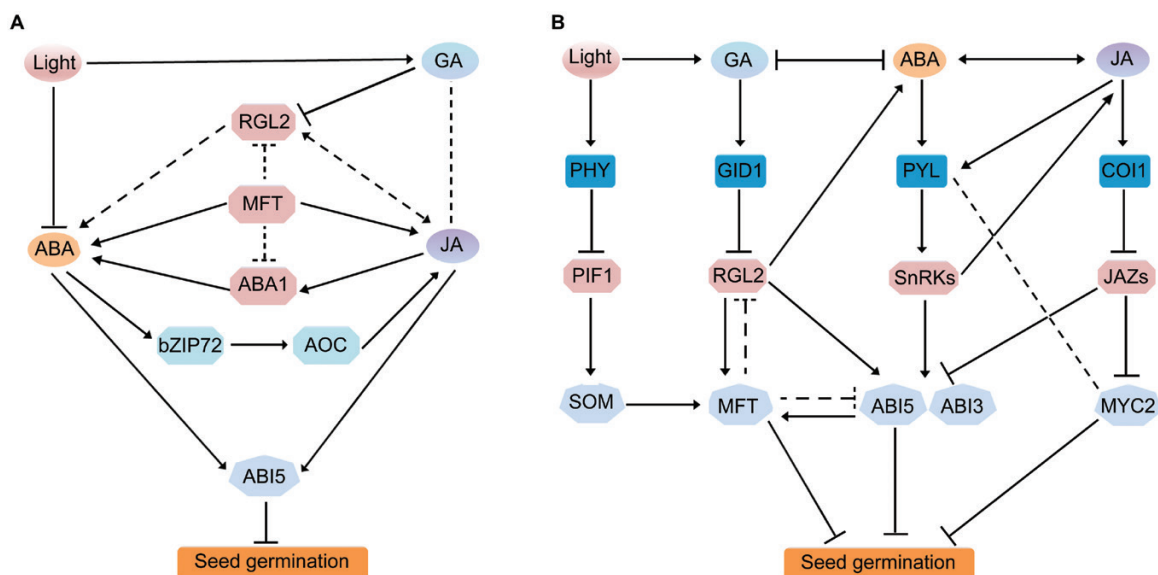 A
Light
GA
RGL2
MFT
ABA
JA
ABA1
bZIP72
AOC
ABI5
Seed germination
B
Light
GA
ABA
JA
PHY
GID1
PYL
COI1
PIF1
RGL2
SnRKs
JAZs
SOM
MFT
ABI5
ABI3
MYC2
Seed germination